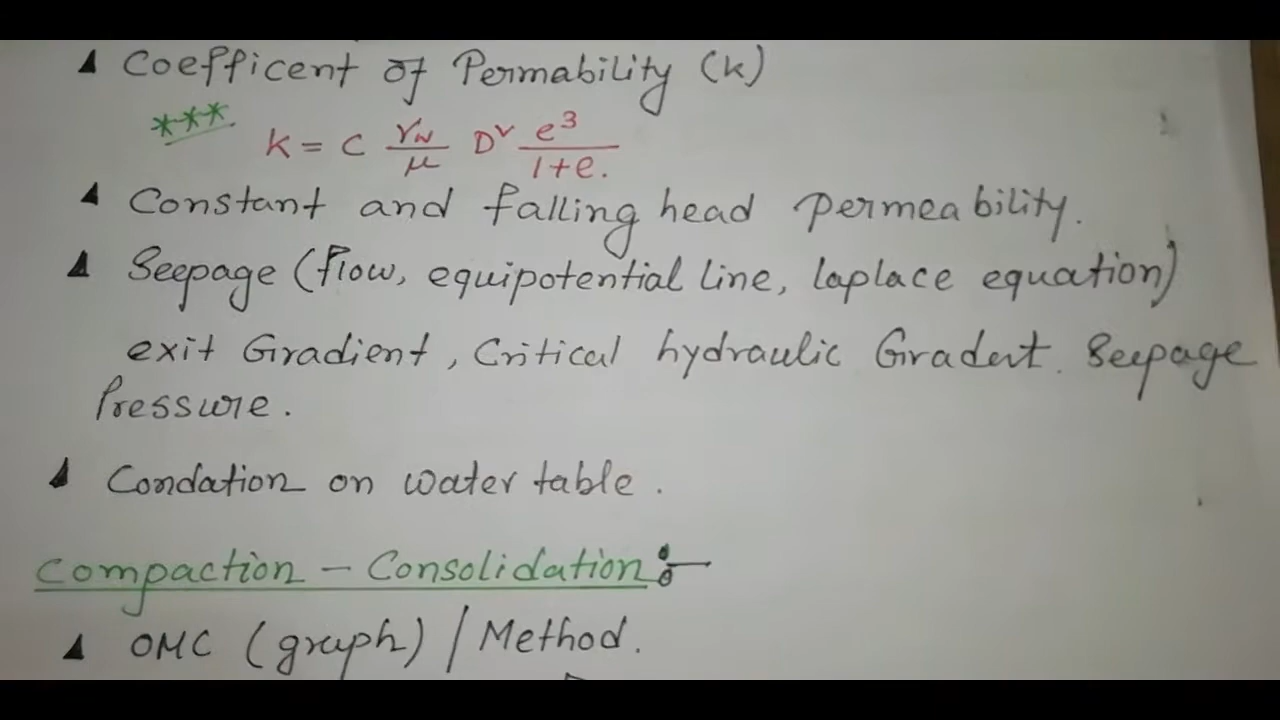 ▲ Coefficent of Permability (k)
*** k = C γw/μ D² e³/1+e.
▲ Constant and falling head permeability.
▲ Seepage (flow, equipotential line, laplace equation)
exit Gradient, Critical hydraulic Gradent. Seepage
Pressure.
▲ Condation on water table.
Compaction – Consolidation :–
▲ OMC (graph) / Method.